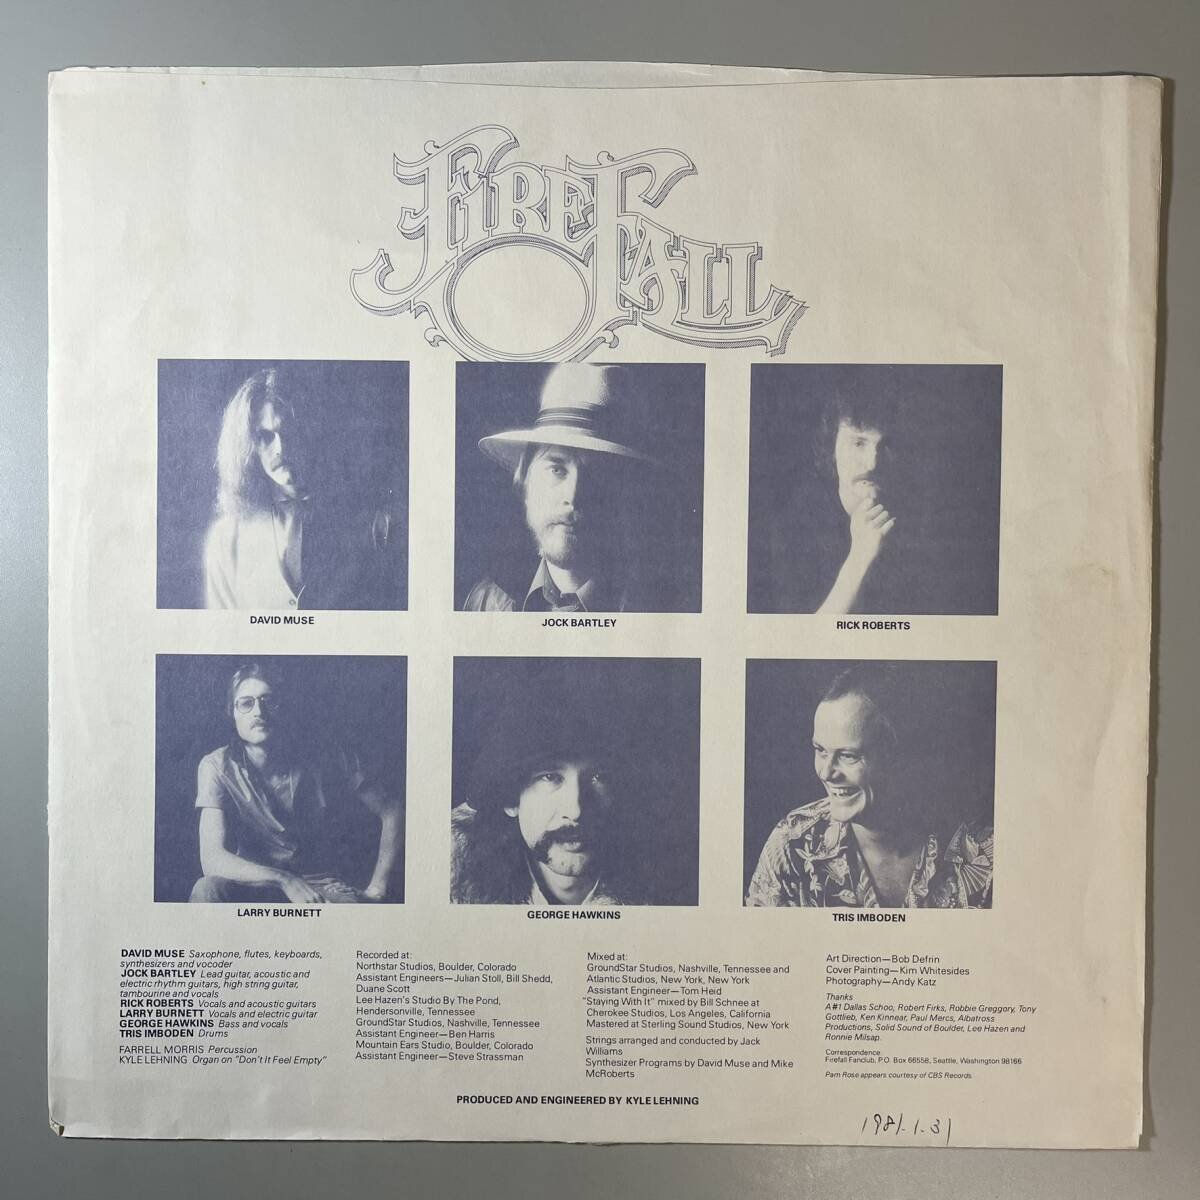 FIREFALL
DAVID MUSE
JOCK BARTLEY
RICK ROBERTS
LARRY BURNETT
GEORGE HAWKINS
TRIS IMBODEN
DAVID MUSE Saxophone, flutes, keyboards,
synthesizers and vocoder
JOCK BARTLEY Lead guitar, acoustic and
electric rhythm guitars, high string guitar,
tambourine and vocals
RICK ROBERTS Vocals and acoustic guitars
LARRY BURNETT Vocals and electric guitar
GEORGE HAWKINS Bass and vocals
TRIS IMBODEN Drums
FARRELL MORRIS Percussion
KYLE LEHNING Organ on "Don't It Feel Empty"
Recorded at:
Northstar Studios, Boulder, Colorado
Assistant Engineers—Julian Stoll, Bill Shedd,
Duane Scott
Lee Hazen's Studio By The Pond,
Hendersonville, Tennessee
GroundStar Studios, Nashville, Tennessee
Assistant Engineer—Ben Harris
Mountain Ears Studio, Boulder, Colorado
Assistant Engineer—Steve Strassman
Mixed at:
GroundStar Studios, Nashville, Tennessee and
Atlantic Studios, New York, New York
Assistant Engineer—Tom Heid
"Staying With It" mixed by Bill Schnee at
Cherokee Studios, Los Angeles, California
Mastered at Sterling Sound Studios, New York
Strings arranged and conducted by Jack
Williams
Synthesizer Programs by David Muse and Mike
McRoberts
Art Direction—Bob Defrin
Cover Painting—Kim Whitesides
Photography—Andy Katz
Thanks
A#1 Dallas Schoo, Robert Firks, Robbie Greggory, Tony
Gottlieb, Ken Kinnear, Paul Mercs, Albatross
Productions, Solid Sound of Boulder, Lee Hazen and
Ronnie Milsap.
Correspondence:
Firefall Fanclub, P.O. Box 66558, Seattle, Washington 98166
Pam Rose appears courtesy of CBS Records.
PRODUCED AND ENGINEERED BY KYLE LEHNING
1981.1.31